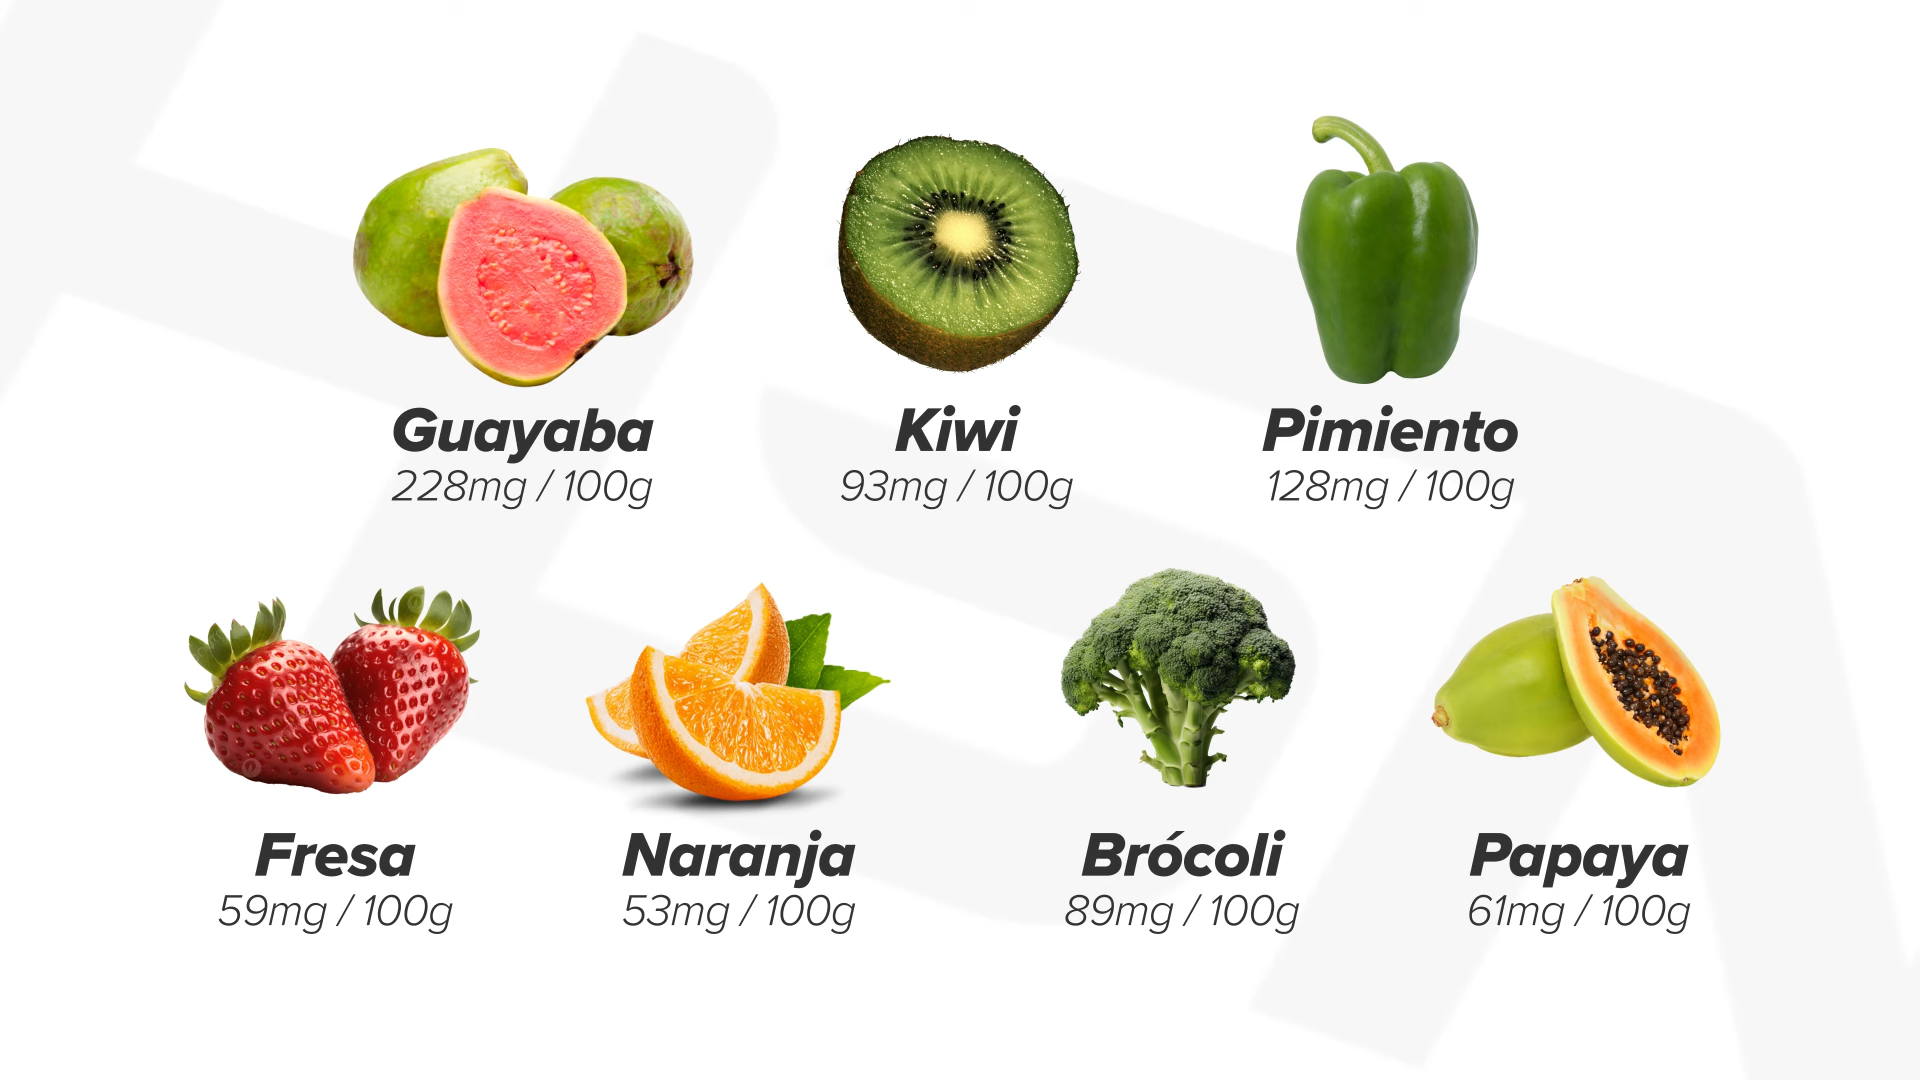 Guayaba
228mg / 100g
Kiwi
93mg / 100g
Pimiento
128mg / 100g
Fresa
59mg / 100g
Naranja
53mg / 100g
Brócoli
89mg / 100g
Papaya
61mg / 100g